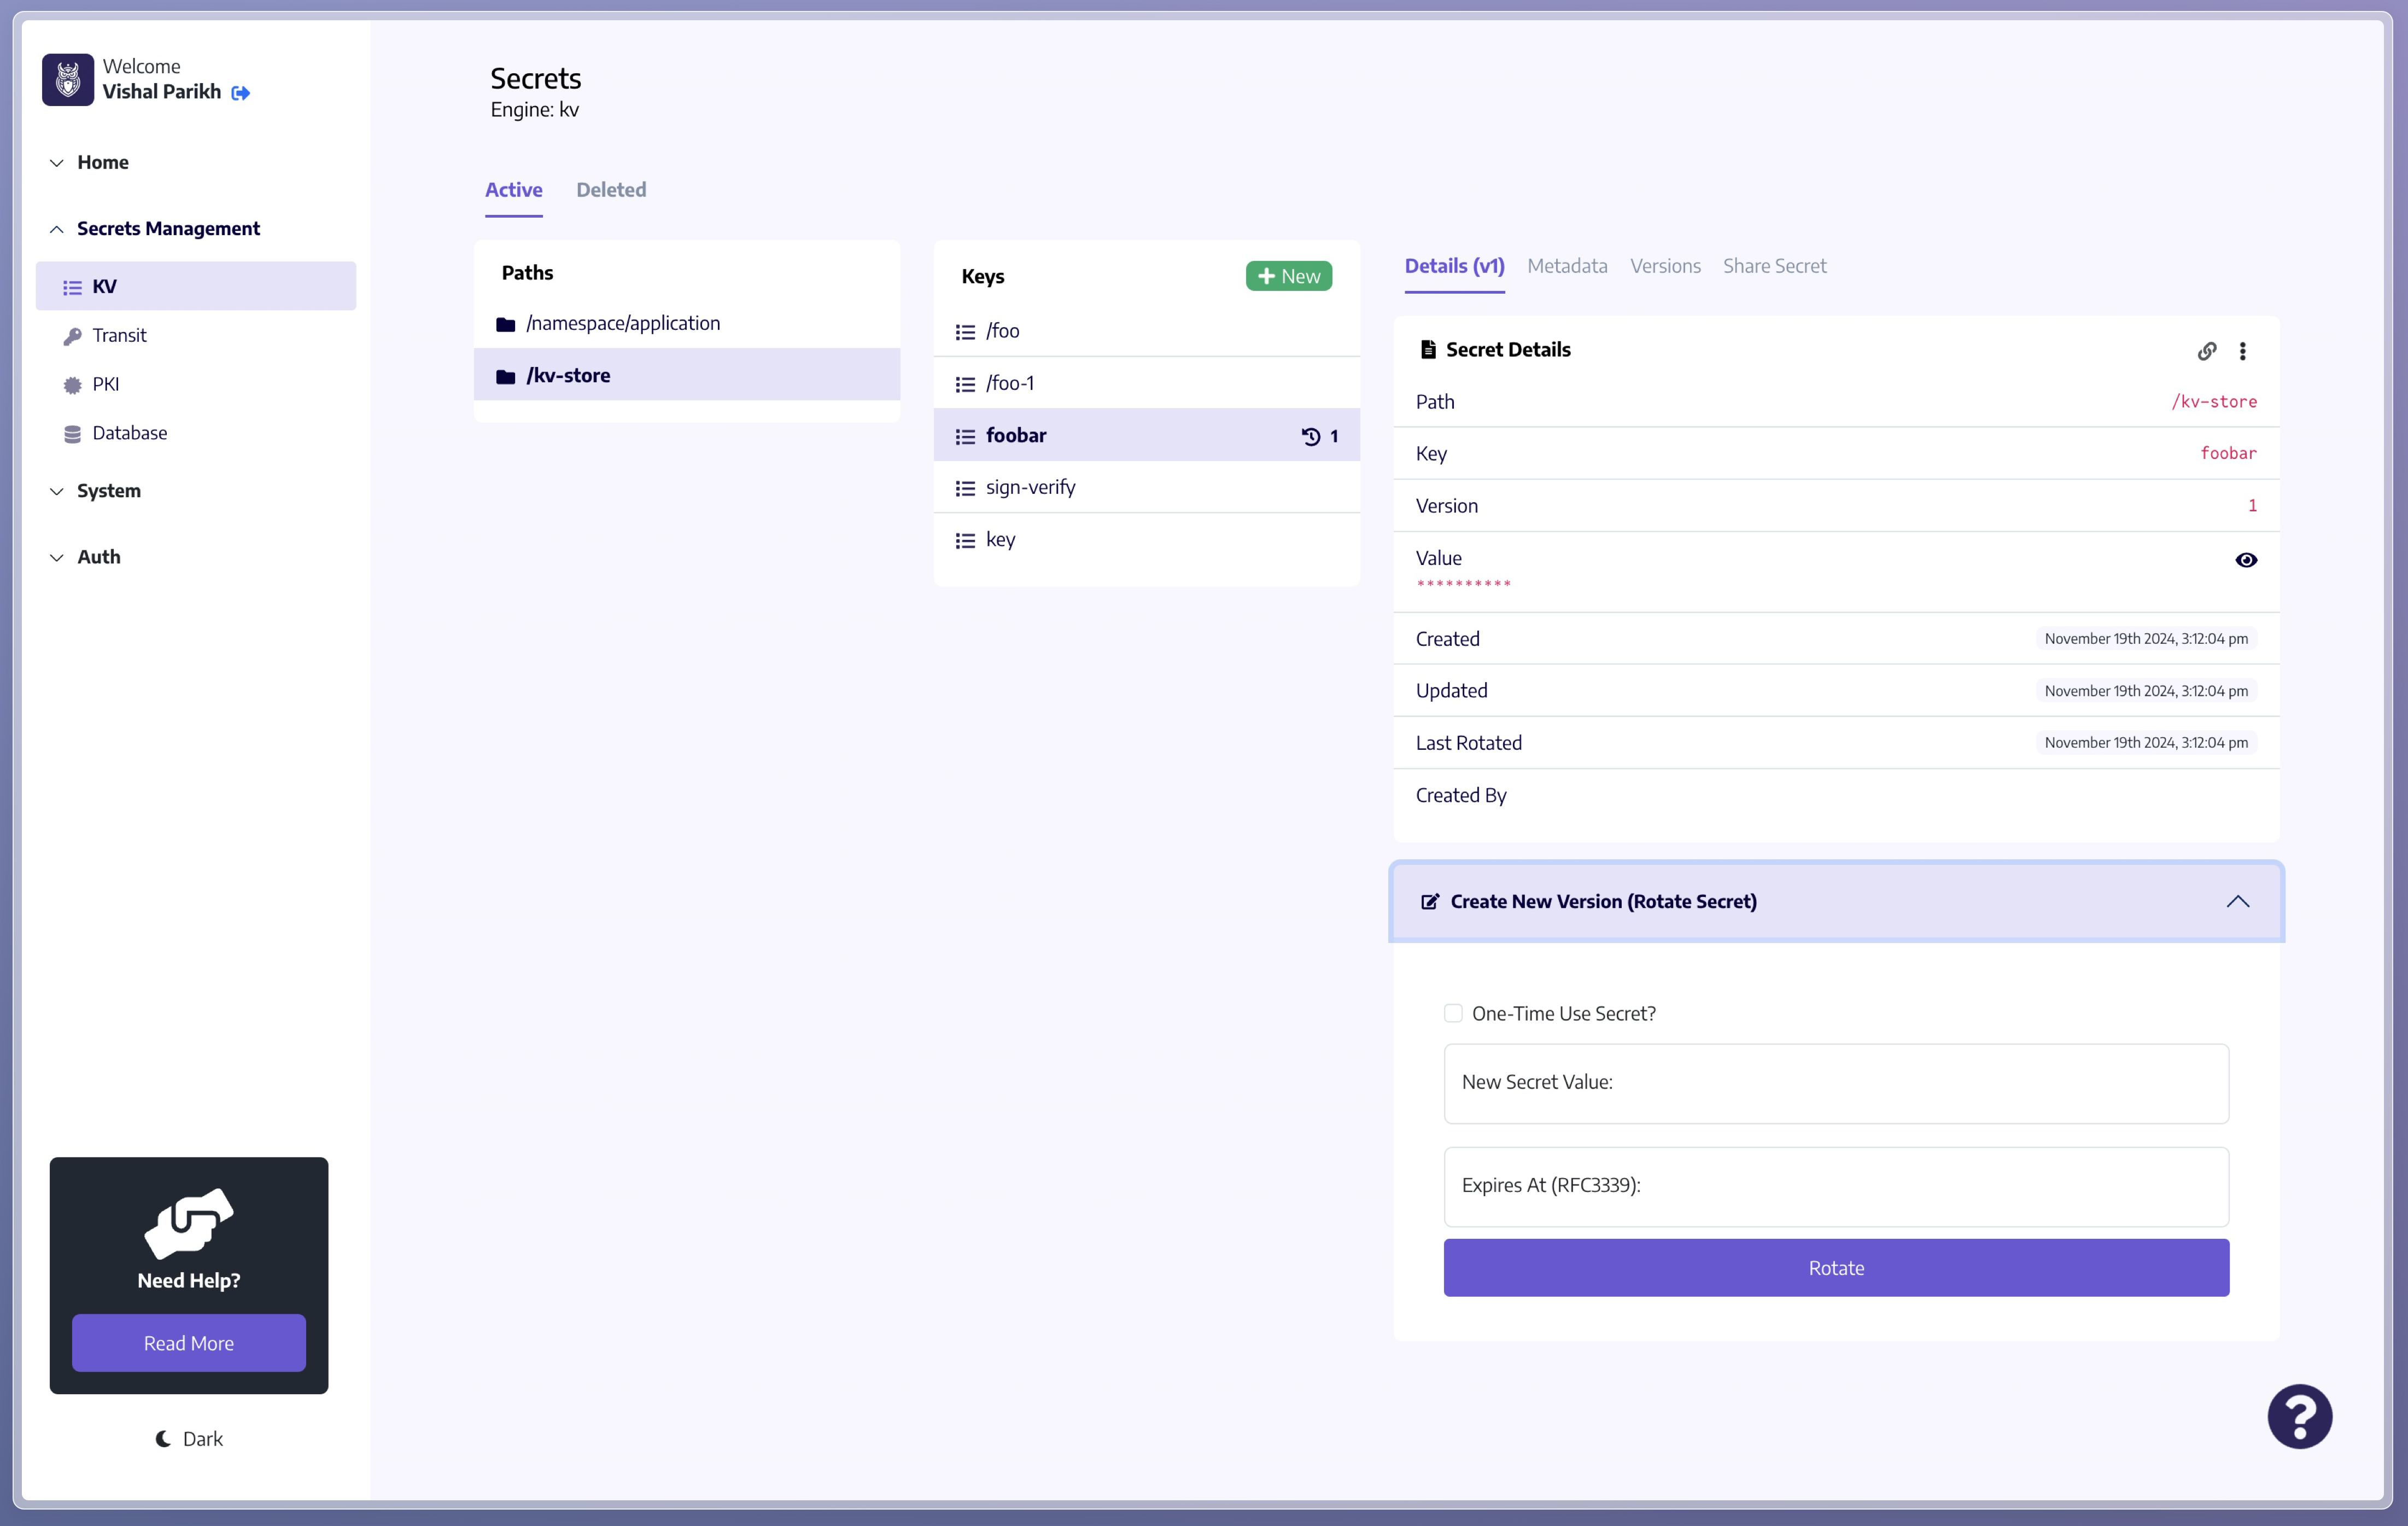 Welcome
Vishal Parikh
Home
Secrets Management
KV
Transit
PKI
Database
System
Auth
Need Help?
Read More
Dark
Secrets
Engine: kv
Active Deleted
Paths
/namespace/application
/kv-store
Keys
New
/foo
/foo-1
foobar 1
sign-verify
key
Details (v1) Metadata Versions Share Secret
Secret Details
Path /kv-store
Key foobar
Version 1
Value
**********
Created November 19th 2024, 3:12:04 pm
Updated November 19th 2024, 3:12:04 pm
Last Rotated November 19th 2024, 3:12:04 pm
Created By
Create New Version (Rotate Secret)
One-Time Use Secret?
New Secret Value:
Expires At (RFC3339):
Rotate
?